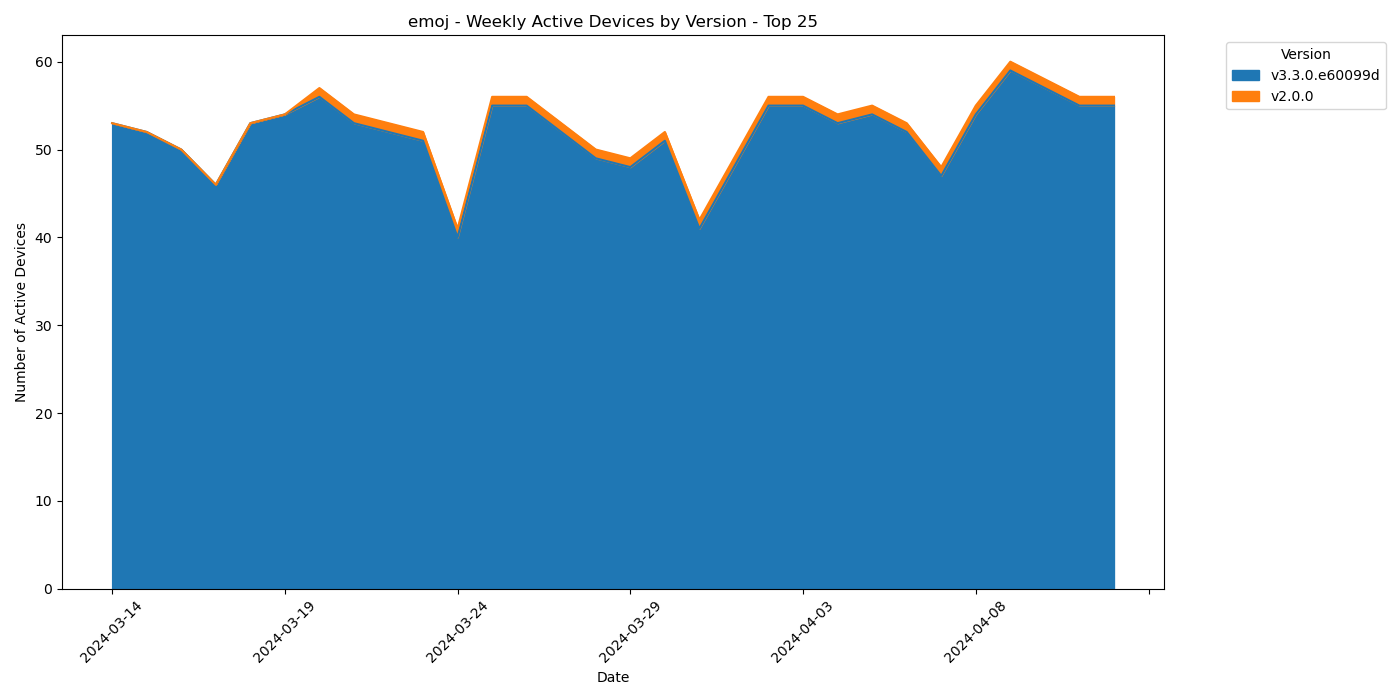 emoj - Weekly Active Devices by Version - Top 25
Version
v3.3.0.e60099d
v2.0.0
Number of Active Devices
60
50
40
30
20
10
0
2024-03-14
2024-03-19
2024-03-24
2024-03-29
2024-04-03
2024-04-08
Date